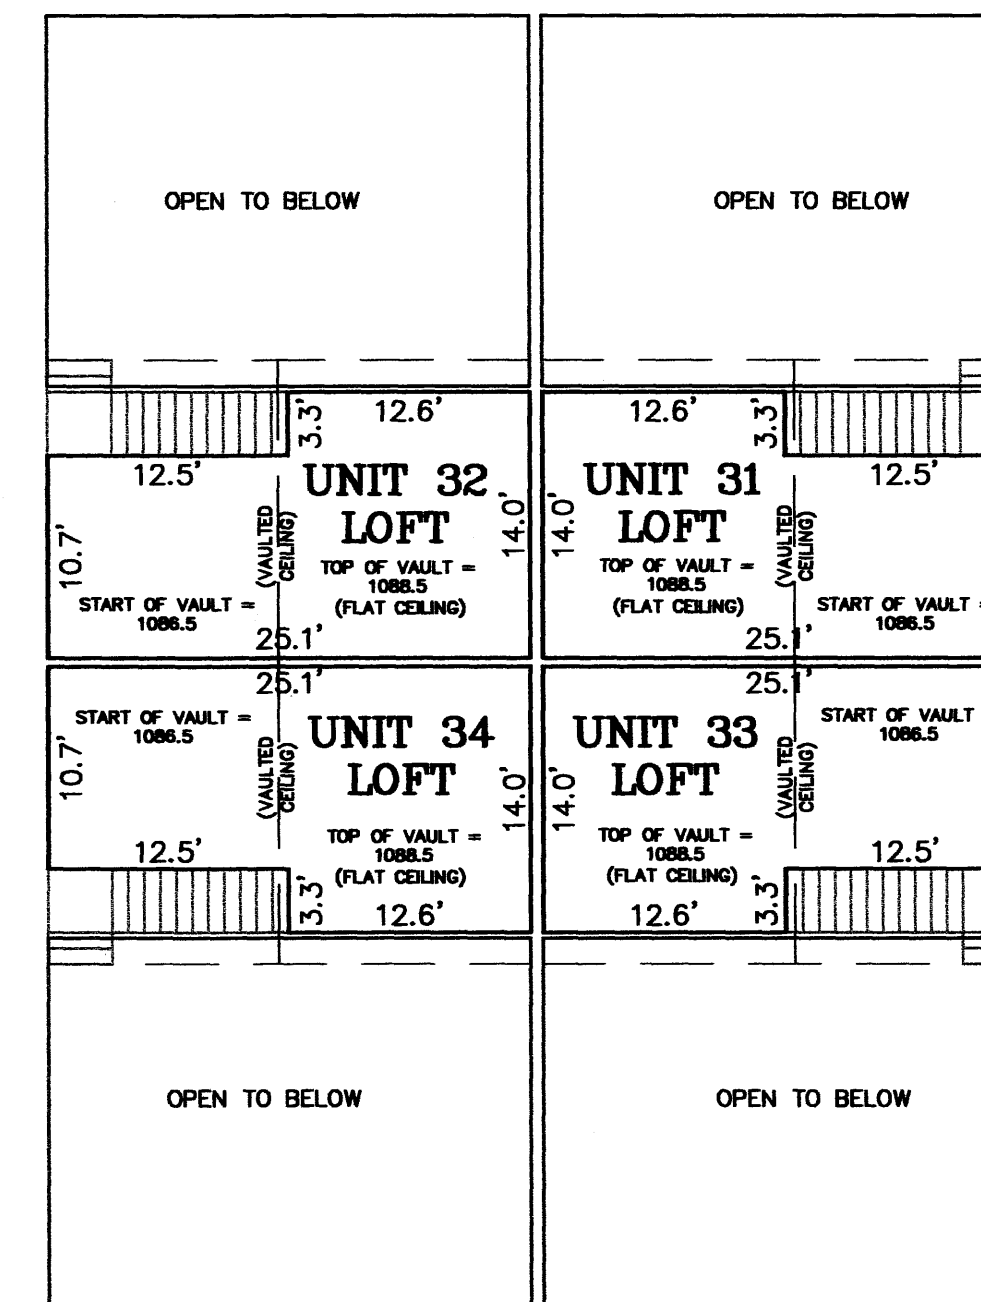 OPEN TO BELOW
OPEN TO BELOW
12.6'
3.3'
12.5'
UNIT 32
LOFT
14.0'
10.7'
(VAULTED
CEILING)
TOP OF VAULT =
1088.5
(FLAT CEILING)
START OF VAULT =
1086.5
25.1'
12.6'
3.3'
12.5'
UNIT 31
LOFT
14.0'
(VAULTED
CEILING)
TOP OF VAULT =
1088.5
(FLAT CEILING)
START OF VAULT =
1086.5
25.1'
25.1'
START OF VAULT =
1086.5
UNIT 34
LOFT
10.7'
(VAULTED
CEILING)
14.0'
TOP OF VAULT =
1088.5
(FLAT CEILING)
12.5'
3.3'
12.6'
25.1'
START OF VAULT
1086.5
UNIT 33
LOFT
14.0'
(VAULTED
CEILING)
TOP OF VAULT =
1088.5
(FLAT CEILING)
12.5'
3.3'
12.6'
OPEN TO BELOW
OPEN TO BELOW